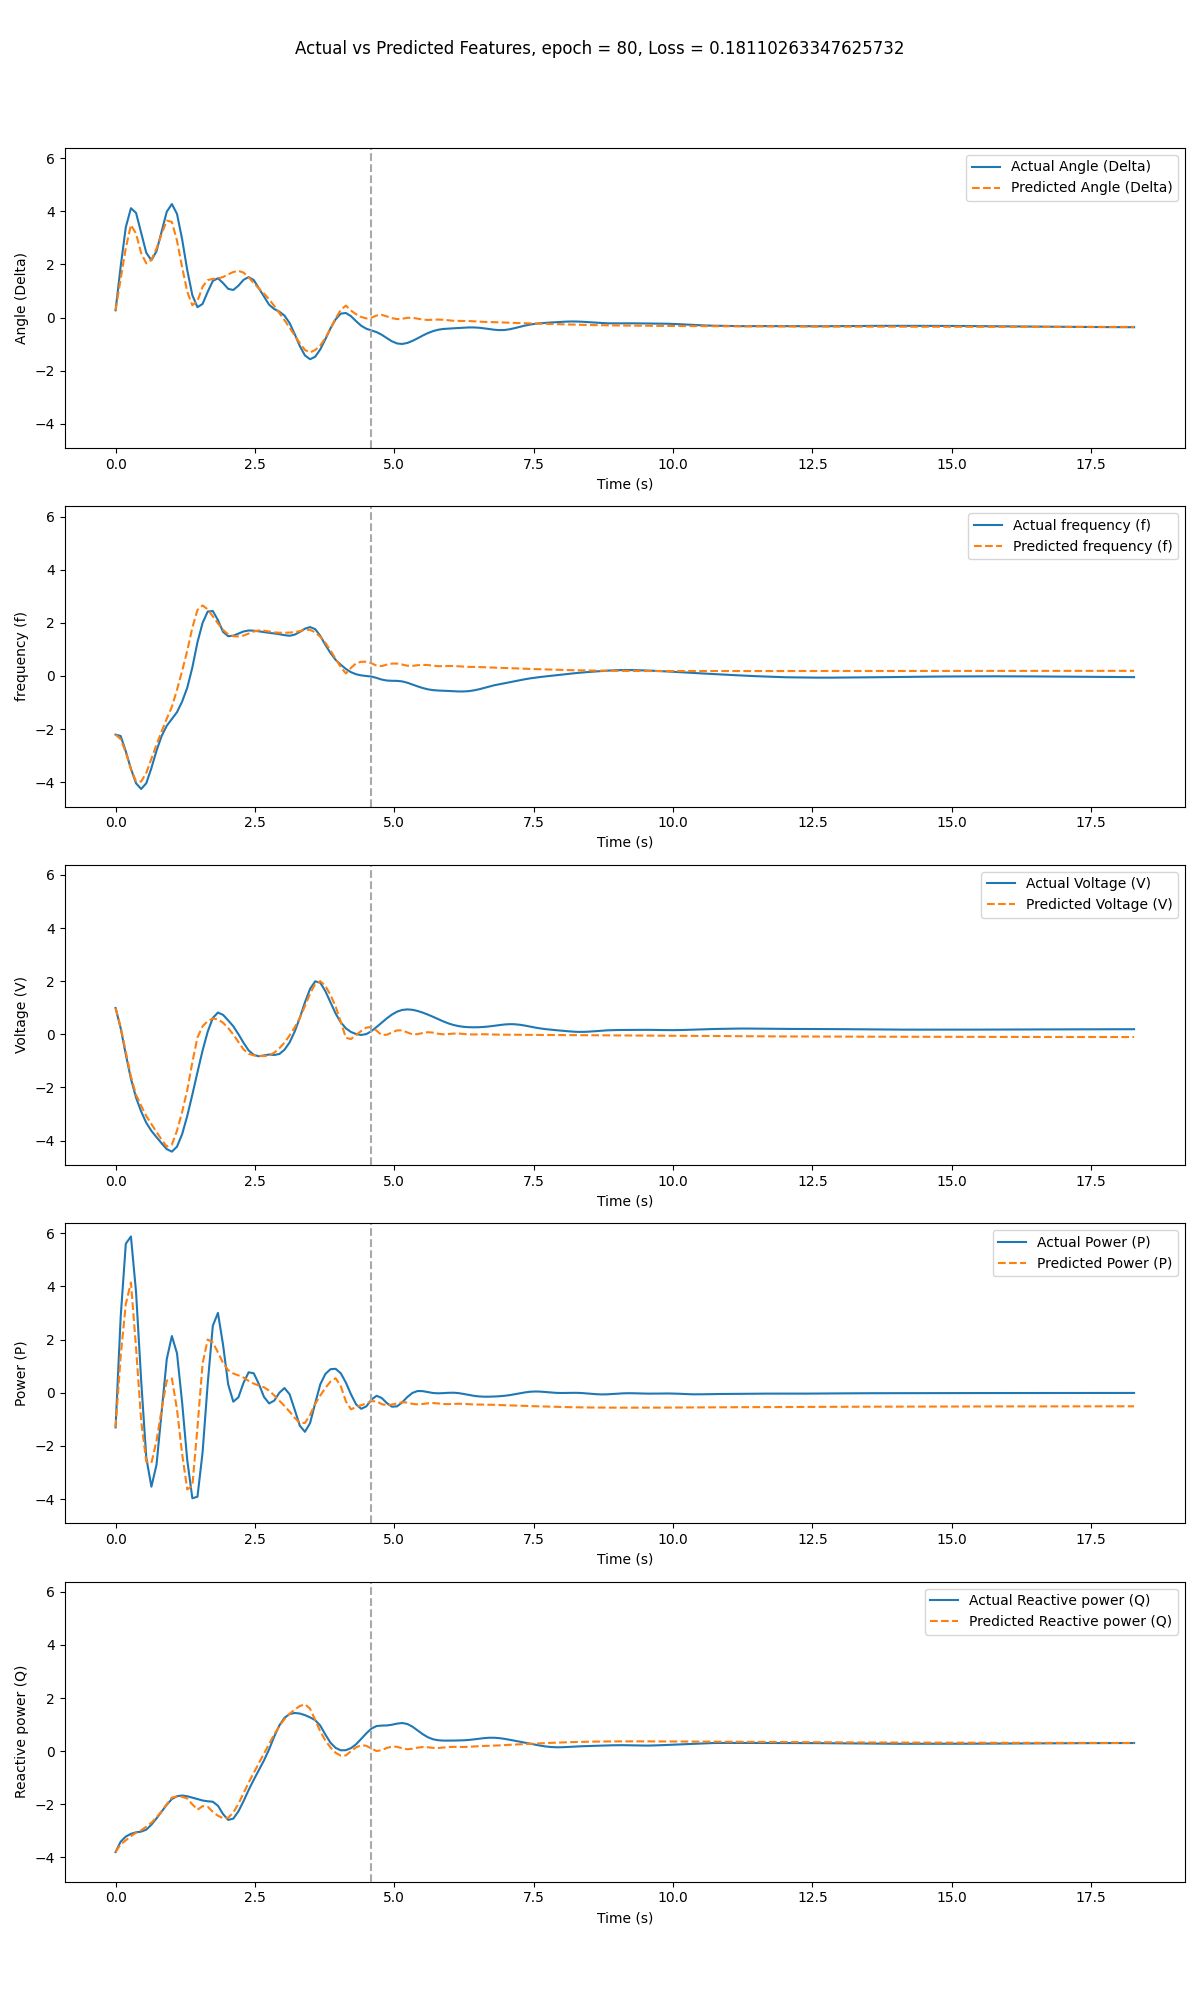 Actual vs Predicted Features, epoch = 80, Loss = 0.18110263347625732
Actual Angle (Delta)
Predicted Angle (Delta)
Angle (Delta)
6
4
2
0
−2
−4
0.0 2.5 5.0 7.5 10.0 12.5 15.0 17.5
Time (s)
Actual frequency (f)
Predicted frequency (f)
frequency (f)
6
4
2
0
−2
−4
0.0 2.5 5.0 7.5 10.0 12.5 15.0 17.5
Time (s)
Actual Voltage (V)
Predicted Voltage (V)
Voltage (V)
6
4
2
0
−2
−4
0.0 2.5 5.0 7.5 10.0 12.5 15.0 17.5
Time (s)
Actual Power (P)
Predicted Power (P)
Power (P)
6
4
2
0
−2
−4
0.0 2.5 5.0 7.5 10.0 12.5 15.0 17.5
Time (s)
Actual Reactive power (Q)
Predicted Reactive power (Q)
Reactive power (Q)
6
4
2
0
−2
−4
0.0 2.5 5.0 7.5 10.0 12.5 15.0 17.5
Time (s)